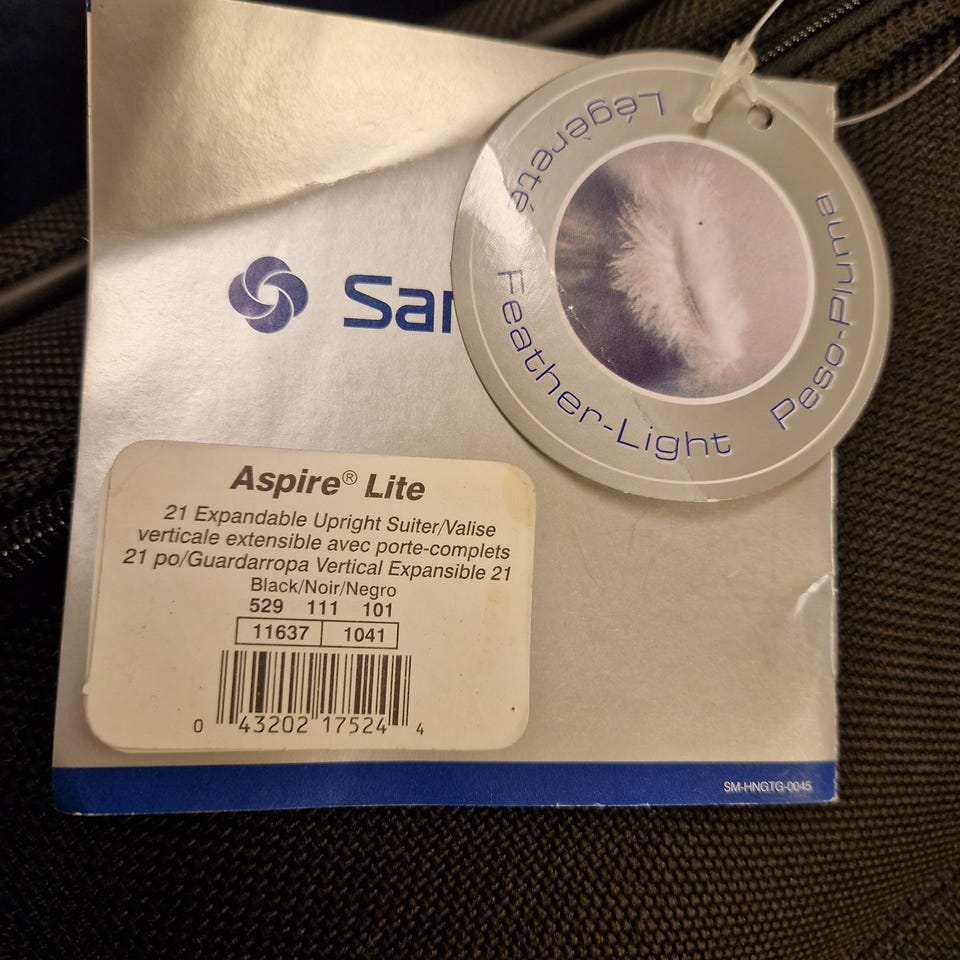 Légèreté
Feather-Light
Peso-Pluma
Sam
Aspire® Lite
21 Expandable Upright Suiter/Valise
verticale extensible avec porte-complets
21 po/Guardarropa Vertical Expansible 21
Black/Noir/Negro
529 111 101
11637 1041
0 43202 17524 4
SM-HNGTG-0045